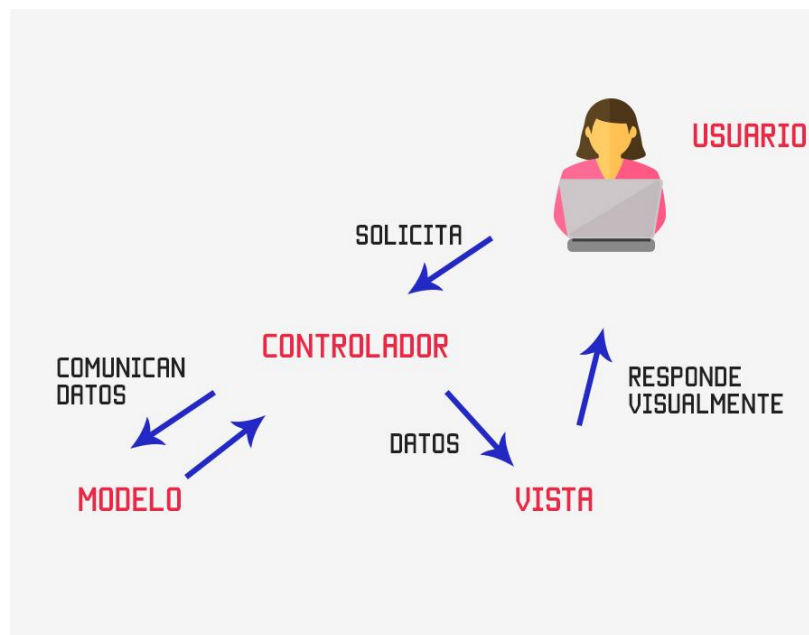 USUARIO
SOLICITA
CONTROLADOR
COMUNICAN
DATOS
RESPONDE
VISUALMENTE
DATOS
MODELO
VISTA